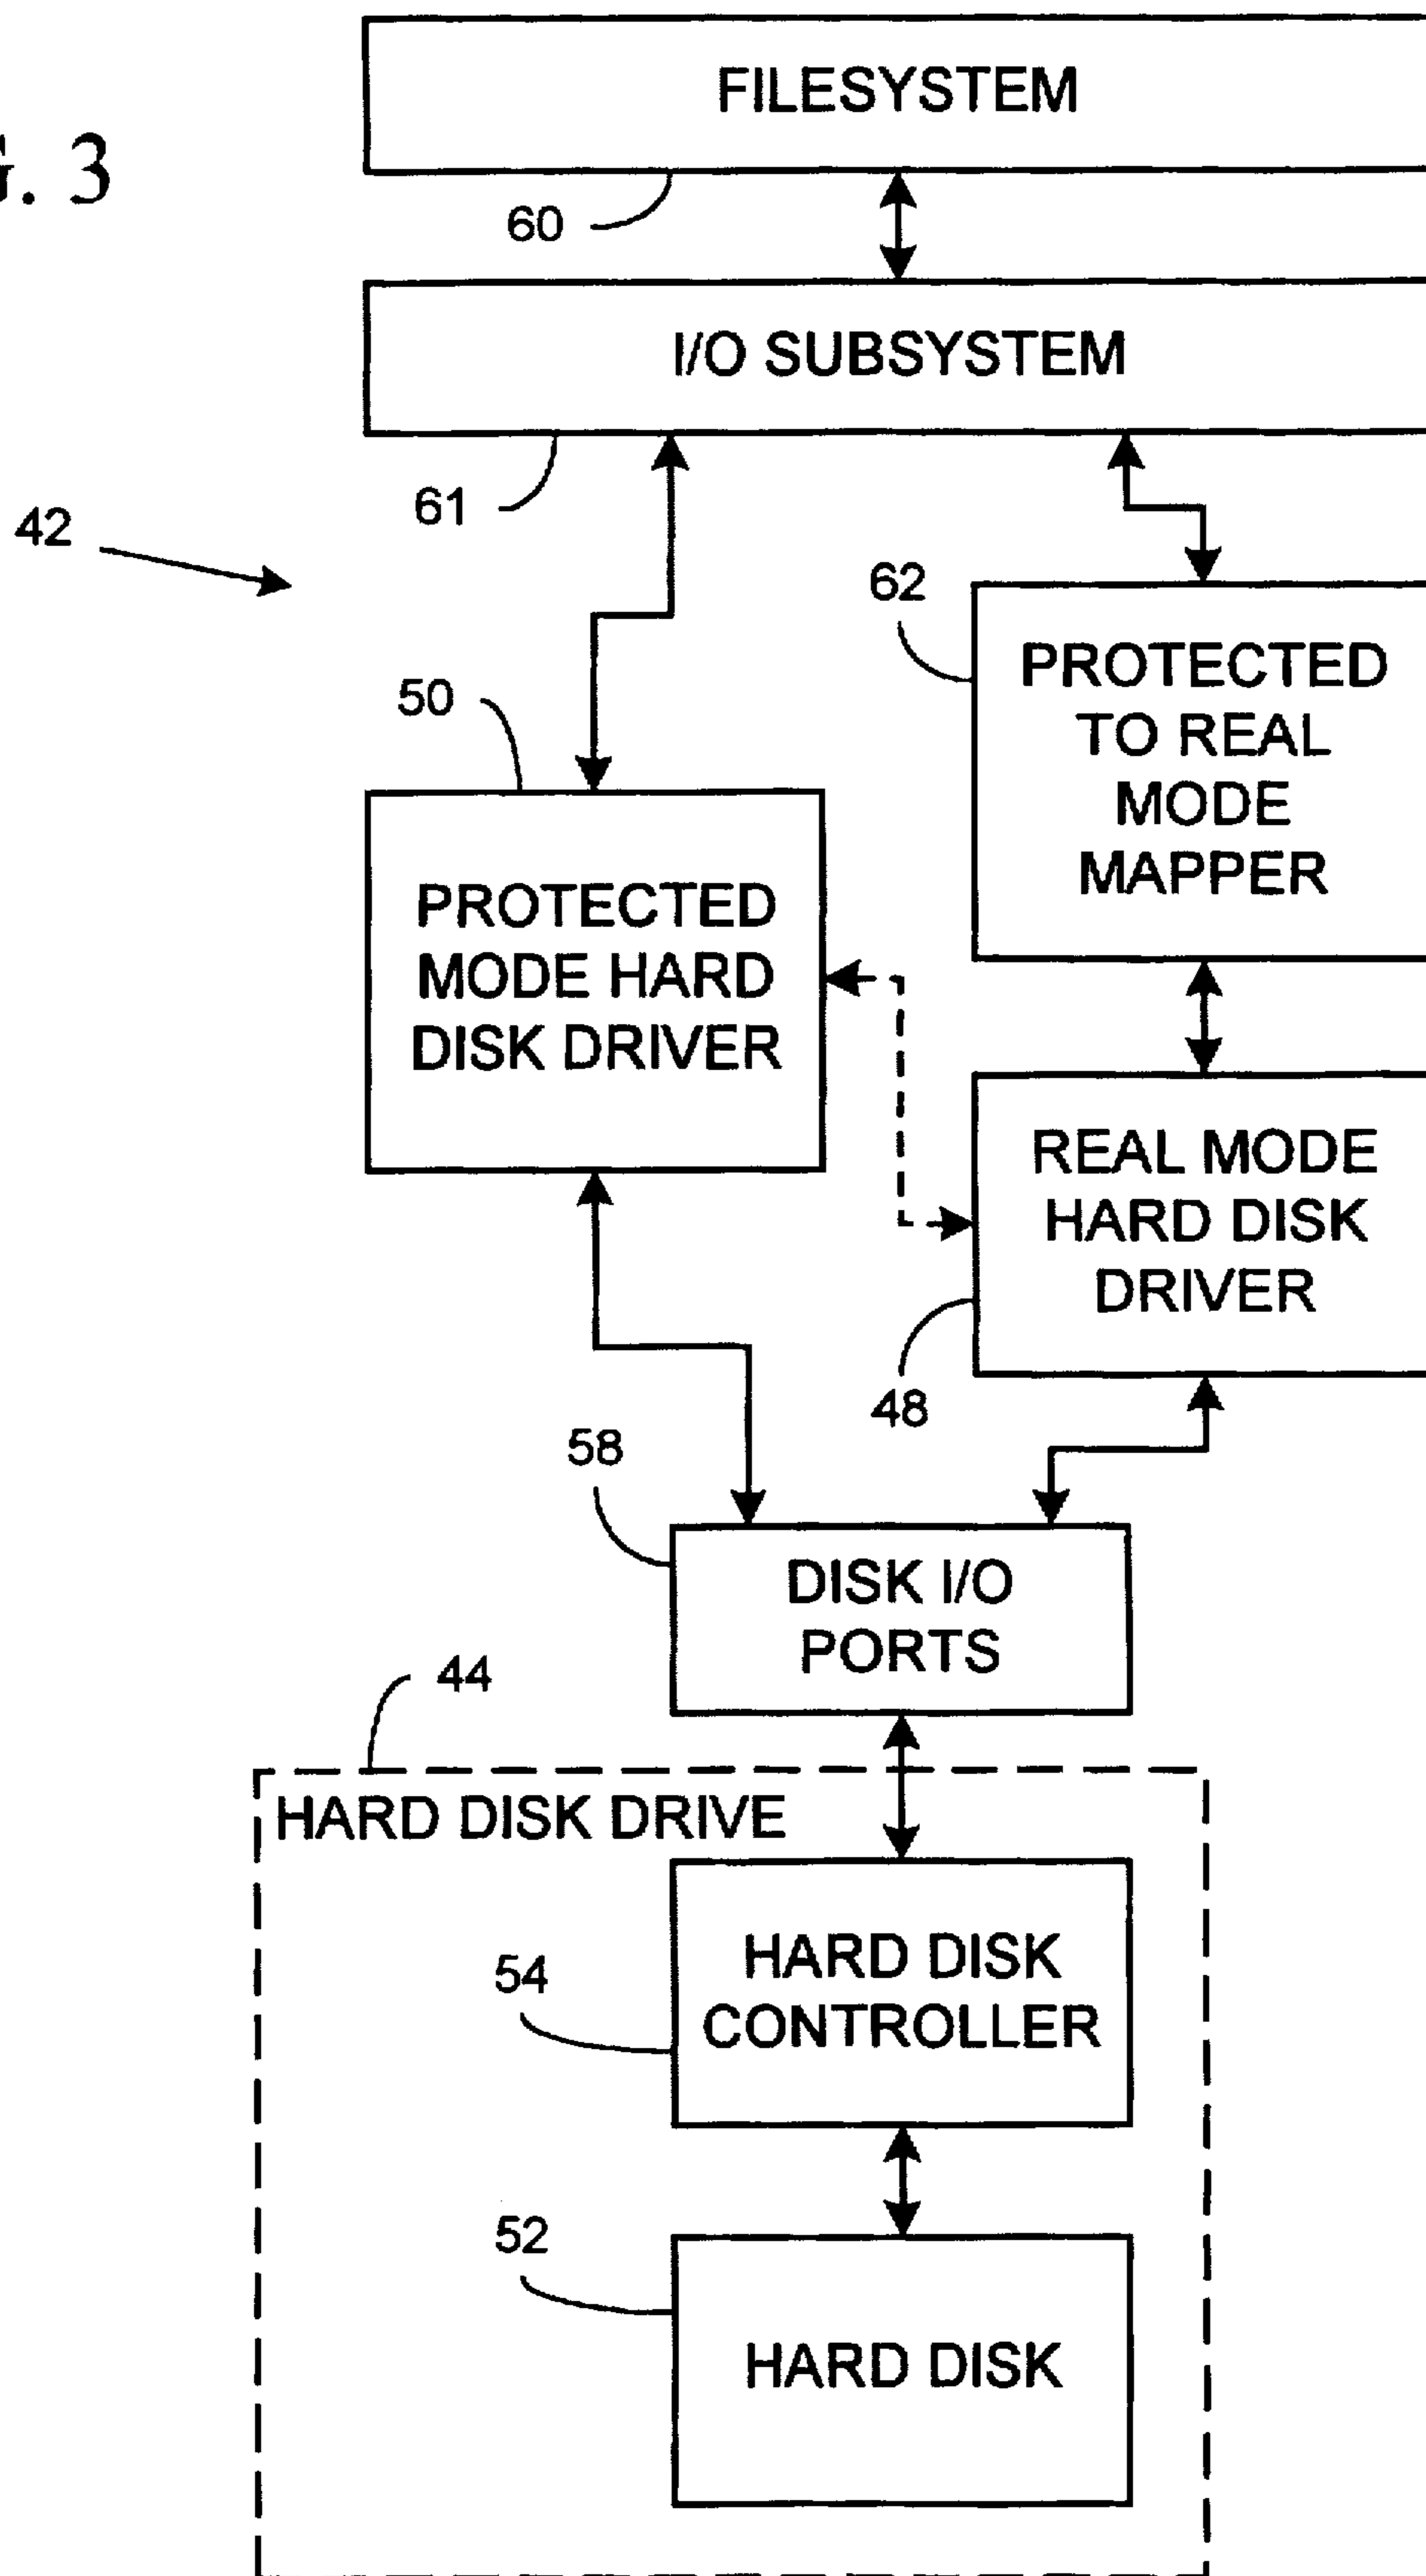 FILESYSTEM
G. 3
60
I/O SUBSYSTEM
61
42
62
PROTECTED
TO REAL
MODE
MAPPER
50
PROTECTED
MODE HARD
DISK DRIVER
REAL MODE
HARD DISK
DRIVER
48
58
DISK I/O
PORTS
44
HARD DISK DRIVE
HARD DISK
CONTROLLER
54
52
HARD DISK